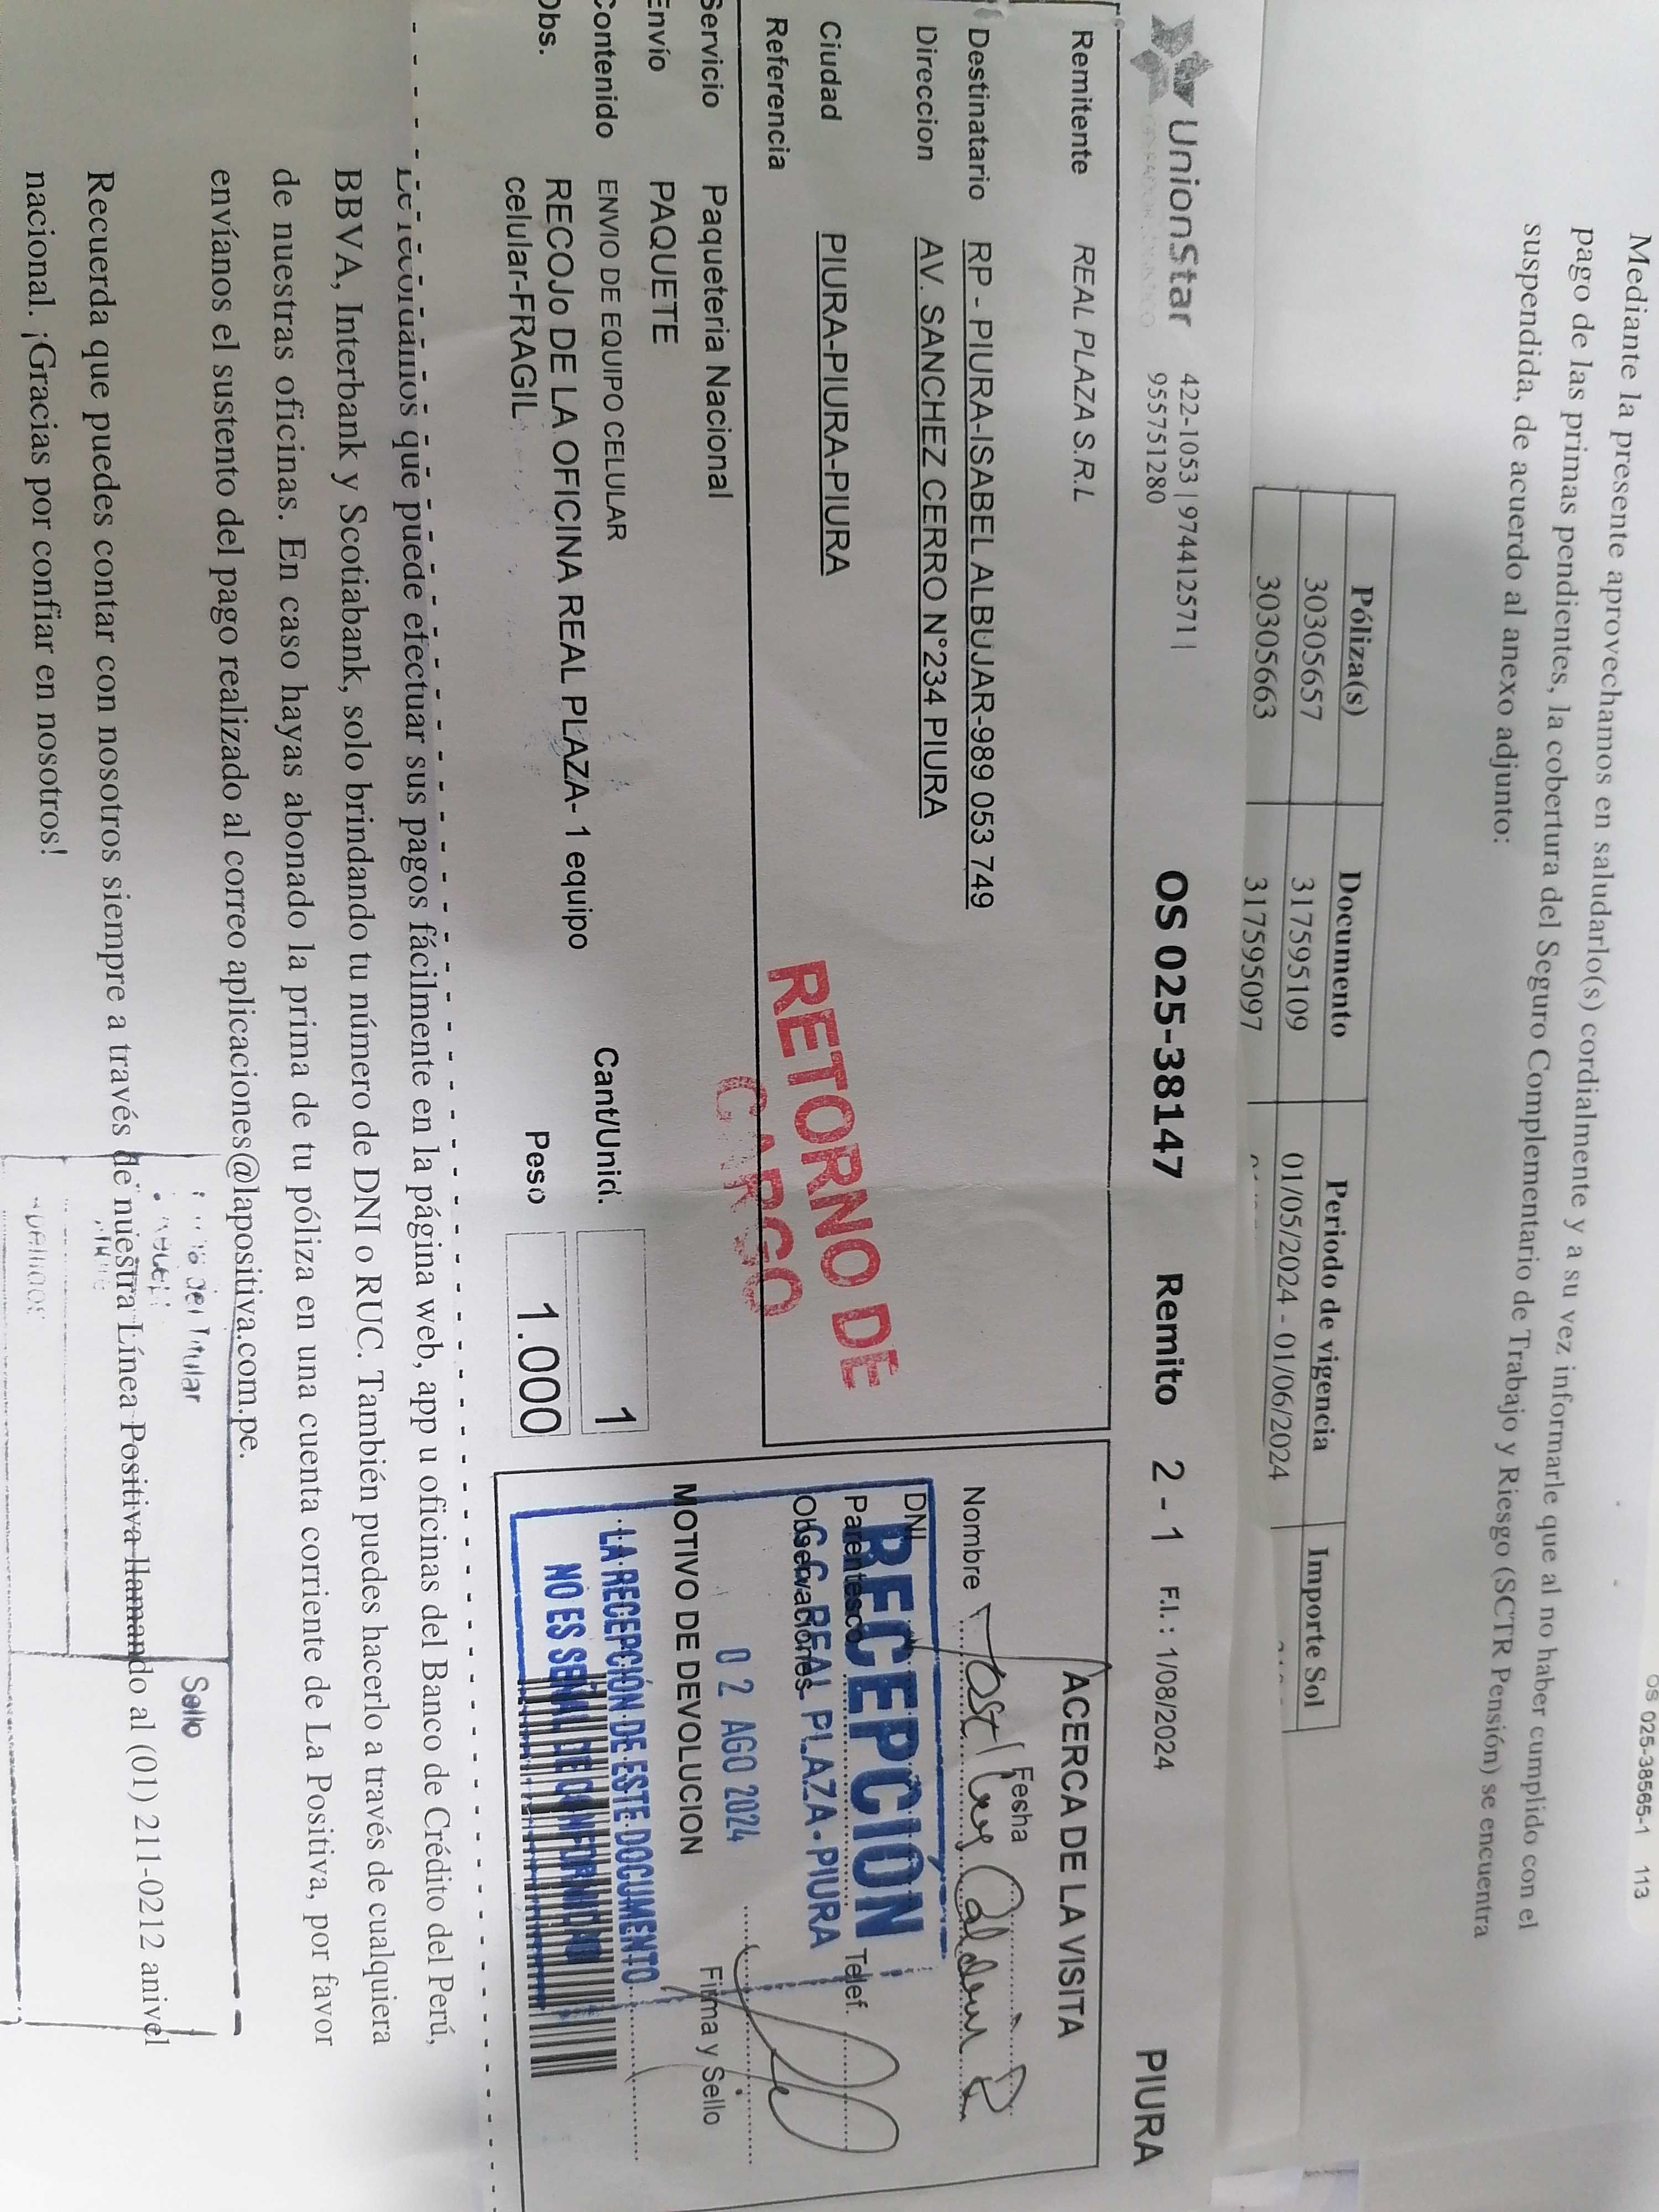 OS 025-38565-1 113
Mediante la presente aprovechamos en saludarlo(s) cordialmente y a su vez informarle que al no haber cumplido con el
pago de las primas pendientes, la cobertura del Seguro Complementario de Trabajo y Riesgo (SCTR Pensión) se encuentra
suspendida, de acuerdo al anexo adjunto:
Póliza(s) Documento Periodo de vigencia Importe Sol
30305657 317595109 01/05/2024 - 01/06/2024
30305663 317595097
UnionStar 422-1053 | 974412571 |
955751280
OS 025-38147 Remito 2 - 1 F.I.: 1/08/2024 PIURA
Remitente REAL PLAZA S.R.L
Destinatario RP - PIURA-ISABEL ALBUJAR-989 053 749
Direccion AV. SANCHEZ CERRO N°234 PIURA
Ciudad PIURA-PIURA-PIURA
Referencia
RETORNO DE
CARGO
Servicio Paqueteria Nacional
Envío PAQUETE
Contenido ENVIO DE EQUIPO CELULAR
Obs. RECOJo DE LA OFICINA REAL PLAZA- 1 equipo
celular-FRAGIL
Cant/Unid. 1
Peso 1.000
ACERCA DE LA VISITA
Fecha
Nombre
DNI
Parentesco Telef.
Observaciones
MOTIVO DE DEVOLUCION Firma y Sello
RECEPCIÓN
C.C. REAL PLAZA - PIURA
02 AGO 2024
LA RECEPCIÓN DE ESTE DOCUMENTO
NO ES SEÑAL DE CONFORMIDAD
Le recordamos que puede efectuar sus pagos fácilmente en la página web, app u oficinas del Banco de Crédito del Perú,
BBVA, Interbank y Scotiabank, solo brindando tu número de DNI o RUC. También puedes hacerlo a través de cualquiera
de nuestras oficinas. En caso hayas abonado la prima de tu póliza en una cuenta corriente de La Positiva, por favor
envíanos el sustento del pago realizado al correo aplicaciones@lapositiva.com.pe.
del Titular
Sello
Recuerda que puedes contar con nosotros siempre a través de nuestra Línea Positiva llamando al (01) 211-0212 a nivel
nacional. ¡Gracias por confiar en nosotros!